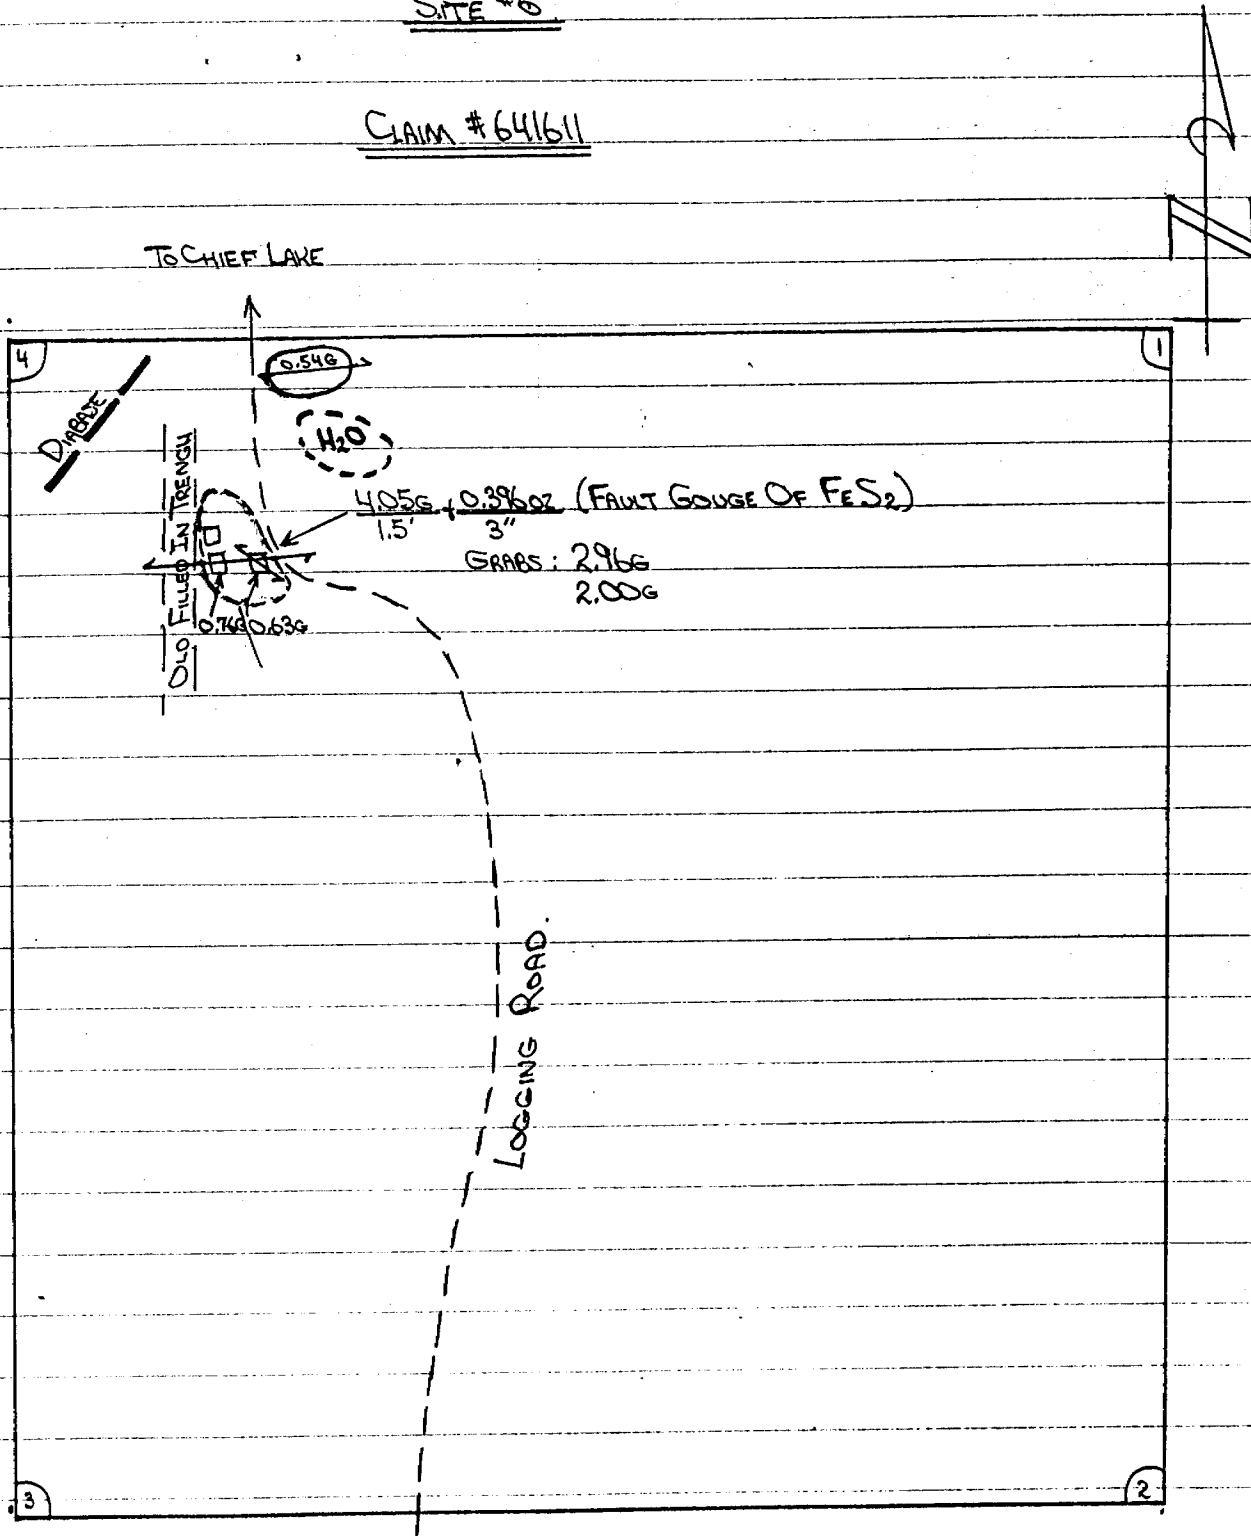 SITE #6
CLAIM #641611
TO CHIEF LAKE
N
4
1
0.54G
DIABASE
H2O
OLD FILLED IN TRENCH
4.05G + 0.396oz (FAULT GOUGE OF FeS2)
1.5' 3"
GRABS: 2.96G
2.00G
0.76G 0.63G
LOGGING ROAD.
3
2